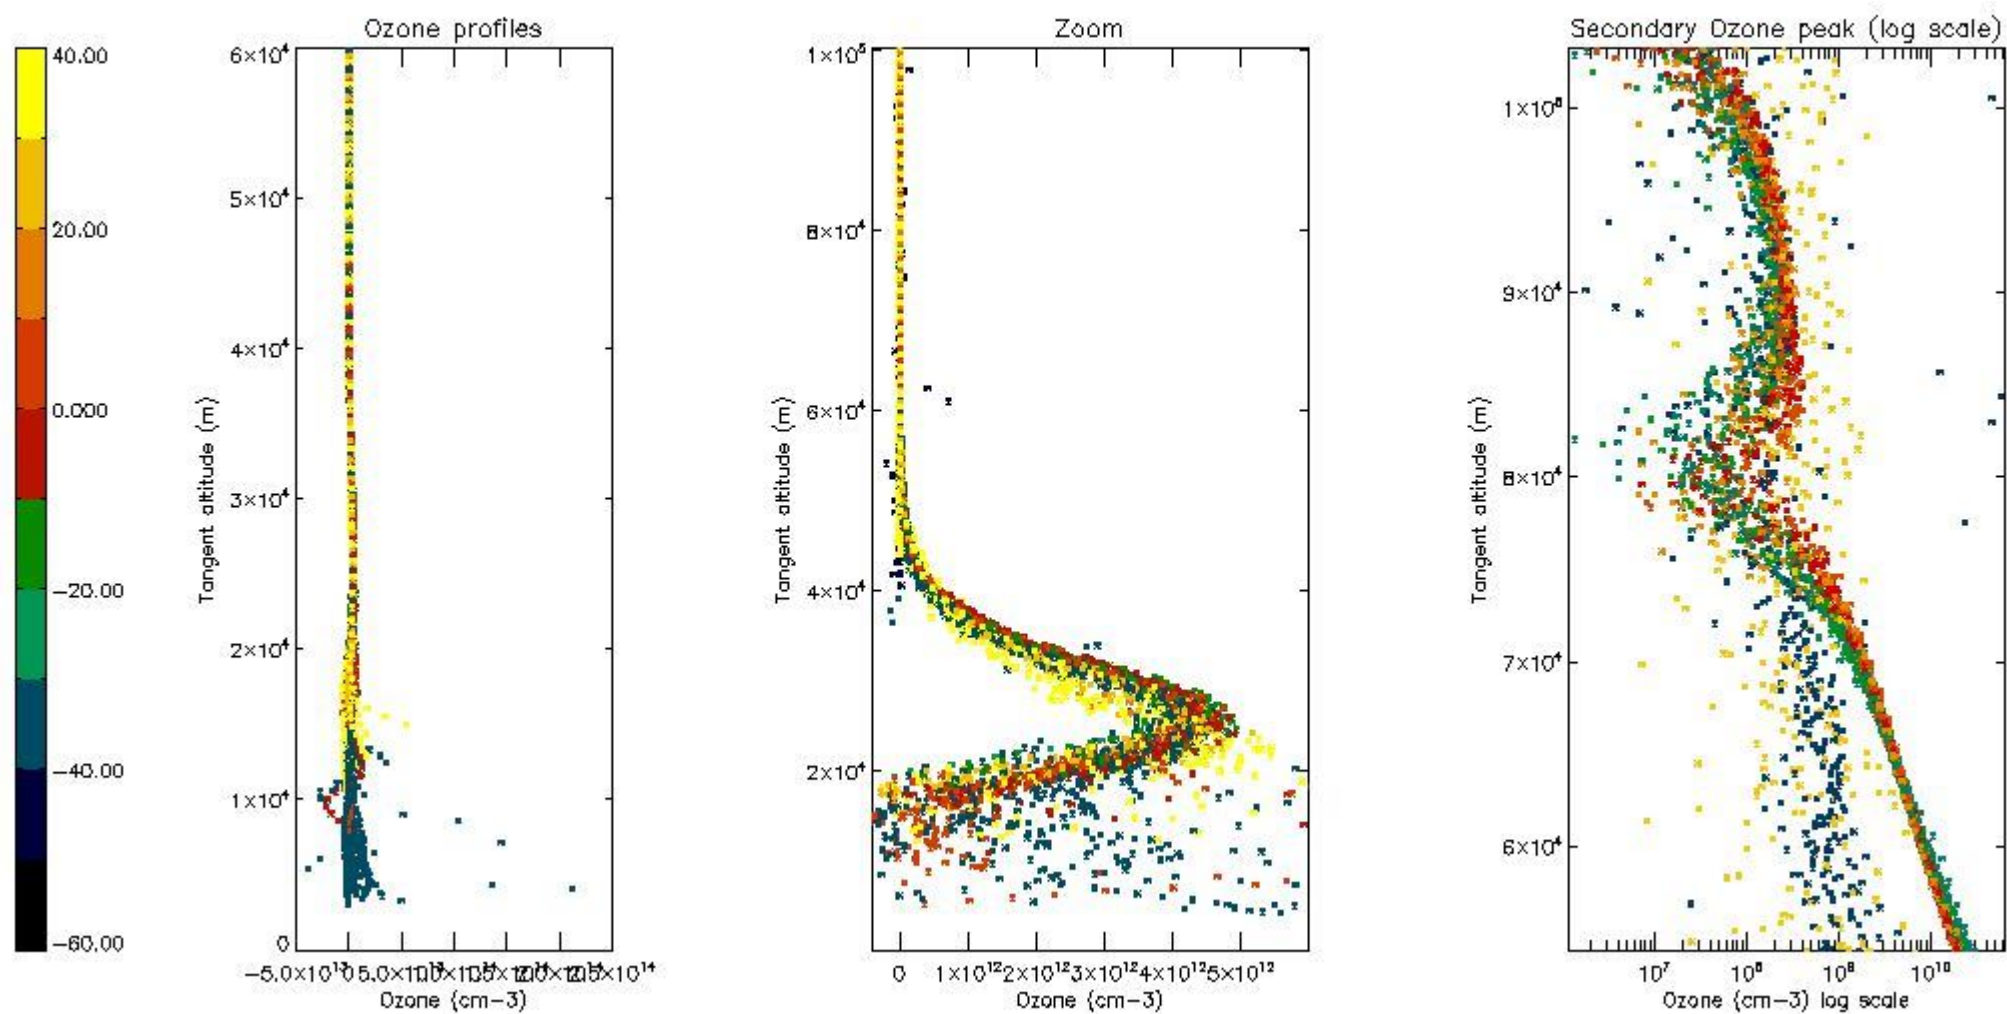 Ozone profiles
Zoom
Secondary Ozone peak (log scale)
40.00
20.00
0.000
−20.00
−40.00
−60.00
6×10⁴
5×10⁴
4×10⁴
3×10⁴
2×10⁴
1×10⁴
0
Tangent altitude (m)
Ozone (cm−3)
1×10⁵
8×10⁴
6×10⁴
4×10⁴
2×10⁴
Tangent altitude (m)
0 1×10¹² 2×10¹² 3×10¹² 4×10¹² 5×10¹²
Ozone (cm−3)
1×10⁵
9×10⁴
8×10⁴
7×10⁴
6×10⁴
Tangent altitude (m)
10⁷ 10⁸ 10⁹ 10¹⁰
Ozone (cm−3) log scale